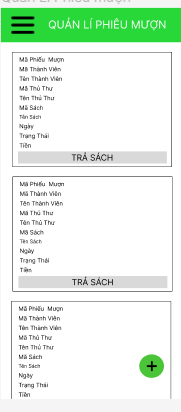 Quản Lí Phiếu mượn
QUẢN LÍ PHIẾU MƯỢN
Mã Phiếu Mượn
Mã Thành Viên
Tên Thành Viên
Mã Thủ Thư
Tên Thủ Thư
Mã Sách
Tên Sách
Ngày
Trạng Thái
Tiền
TRẢ SÁCH
Mã Phiếu Mượn
Mã Thành Viên
Tên Thành Viên
Mã Thủ Thư
Tên Thủ Thư
Mã Sách
Tên Sách
Ngày
Trạng Thái
Tiền
TRẢ SÁCH
Mã Phiếu Mượn
Mã Thành Viên
Tên Thành Viên
Mã Thủ Thư
Tên Thủ Thư
Mã Sách
Tên Sách
Ngày
Trạng Thái
Tiền